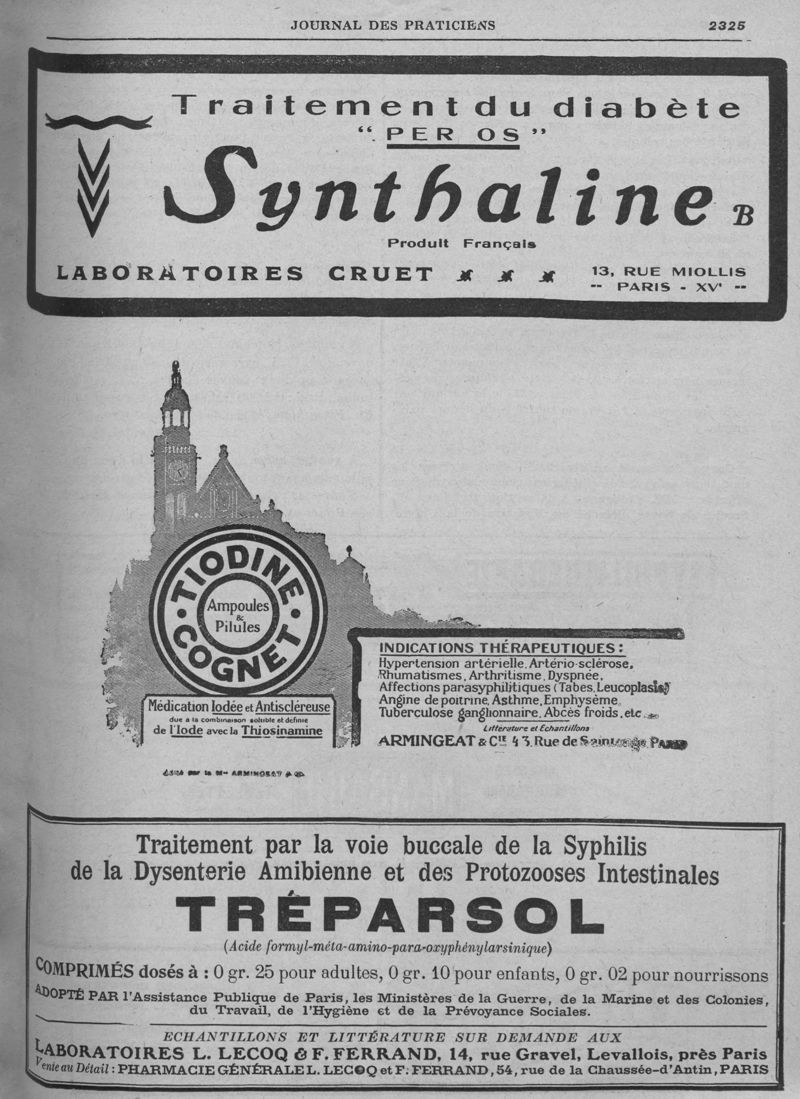 JOURNAL DES PRATICIENS 2325
Traitement du diabète
“PER OS”
Synthaline B
Produit Français
LABORATOIRES CRUET
13, RUE MIOLLIS
-- PARIS - XVᵉ --
TIODINE
COGNET
Ampoules
&
Pilules
Médication Iodée et Antiscléreuse
due a la combinaison soluble et définie
de l'Iode avec la Thiosinamine
INDICATIONS THÉRAPEUTIQUES :
Hypertension artérielle, Artério-sclérose,
Rhumatismes, Arthritisme, Dyspnée,
Affections parasyphilitiques (Tabes, Leucoplasie)
Angine de poitrine, Asthme, Emphysème,
Tuberculose ganglionnaire, Abcès froids, etc.
Littérature et Échantillons
ARMINGEAT & Cⁱᴱ 43, Rue de PARIS
Traitement par la voie buccale de la Syphilis
de la Dysenterie Amibienne et des Protozooses Intestinales
TRÉPARSOL
(Acide formyl-méta-amino-para-oxyphénylarsinique)
COMPRIMÉS dosés à : 0 gr. 25 pour adultes, 0 gr. 10 pour enfants, 0 gr. 02 pour nourrissons
ADOPTÉ PAR l'Assistance Publique de Paris, les Ministères de la Guerre, de la Marine et des Colonies,
du Travail, de l'Hygiène et de la Prévoyance Sociales.
ECHANTILLONS ET LITTÉRATURE SUR DEMANDE AUX
LABORATOIRES L. LECOQ & F. FERRAND, 14, rue Gravel, Levallois, près Paris
Vente au Détail : PHARMACIE GÉNÉRALE L. LECOQ et F. FERRAND, 54, rue de la Chaussée-d'Antin, PARIS